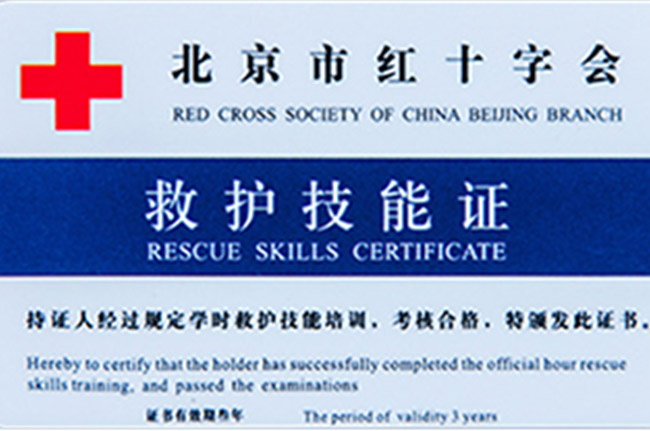 北京市红十字会
RED CROSS SOCIETY OF CHINA BEIJING BRANCH
救护技能证
RESCUE SKILLS CERTIFICATE
持证人经过规定学时救护技能培训，考核合格，特颁发此证书。
Hereby to certify that the holder has successfully completed the official hour rescue
skills training, and passed the examinations
证书有效期叁年 The period of validity 3 years